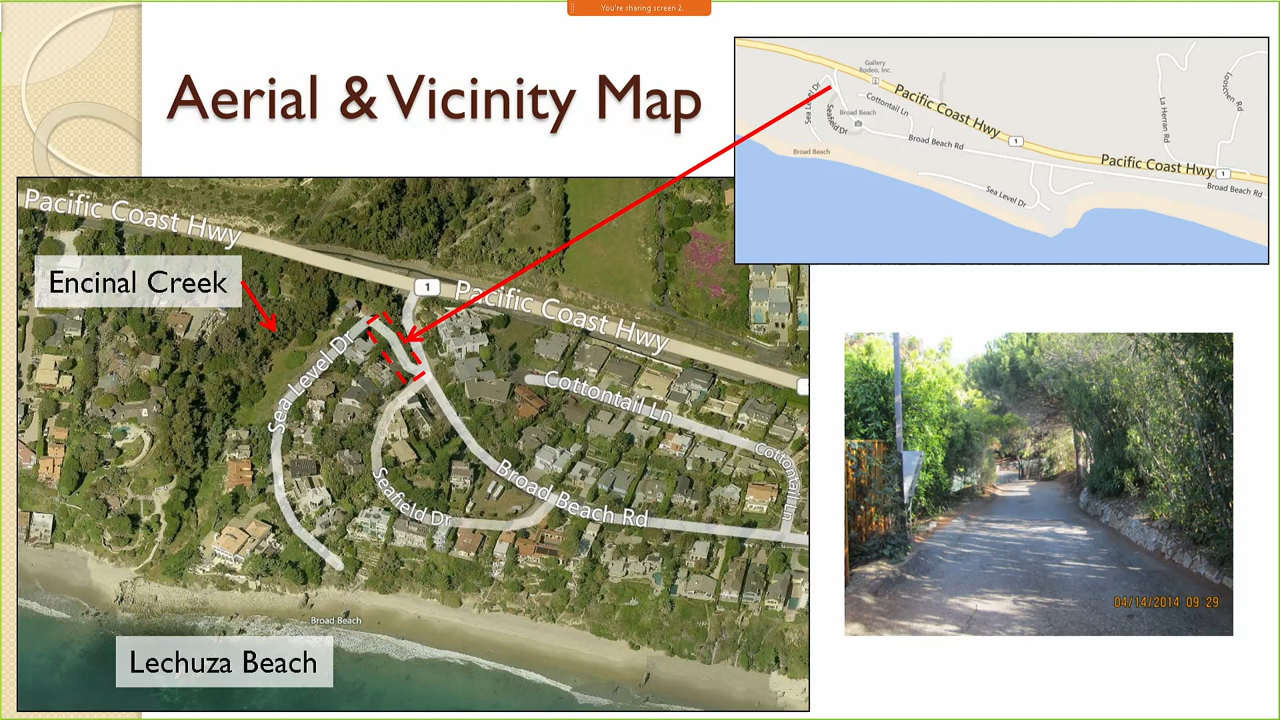 You're sharing screen 2.
Aerial & Vicinity Map
Gallery
Rodeo, Inc.
Pacific Coast Hwy
Sea Level Dr
Cottontail Ln
Seafield Dr
Broad Beach
Broad Beach Rd
1
Broad Beach
Sea Level Dr
La Herran Rd
Pacific Coast Hwy
1
Broad Beach Rd
Pacific Coast Hwy
Encinal Creek
1
Pacific Coast Hwy
Sea Level Dr
Cottontail Ln
Cottontail Ln
Seafield Dr
Broad Beach Rd
Broad Beach
Lechuza Beach
04/14/2014 09 29